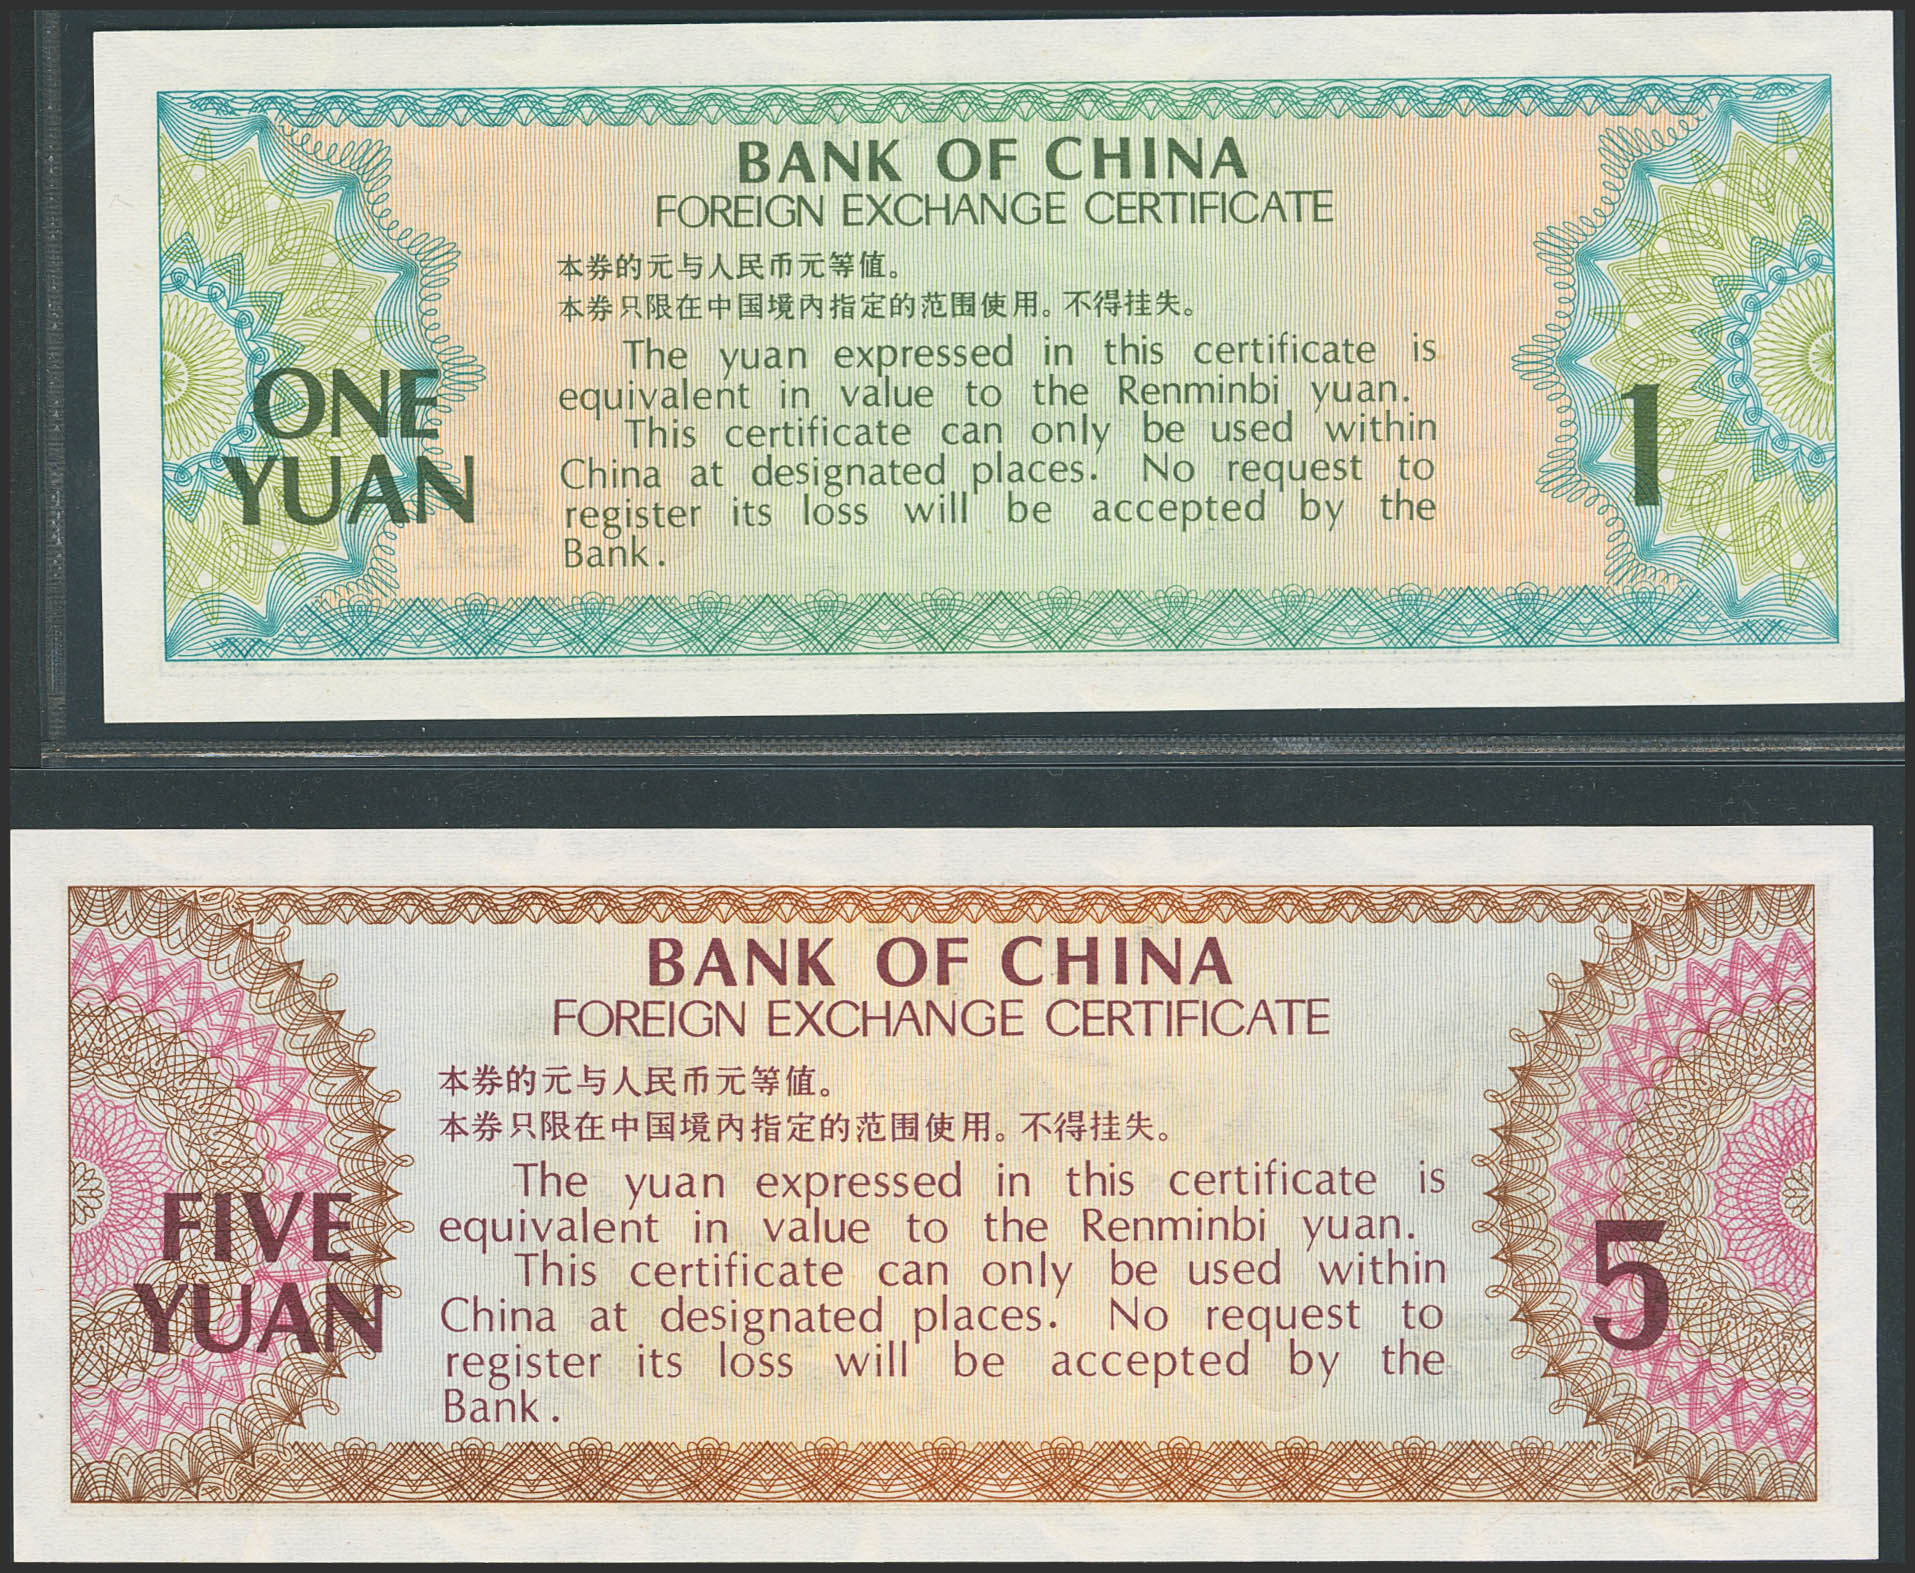 BANK OF CHINA
FOREIGN EXCHANGE CERTIFICATE
本券的元与人民币元等值。
本券只限在中国境内指定的范围使用。不得挂失。
The yuan expressed in this certificate is
equivalent in value to the Renminbi yuan.
This certificate can only be used within
China at designated places. No request to
register its loss will be accepted by the
Bank.
ONE
YUAN
1
BANK OF CHINA
FOREIGN EXCHANGE CERTIFICATE
本券的元与人民币元等值。
本券只限在中国境内指定的范围使用。不得挂失。
The yuan expressed in this certificate is
equivalent in value to the Renminbi yuan.
This certificate can only be used within
China at designated places. No request to
register its loss will be accepted by the
Bank.
FIVE
YUAN
5